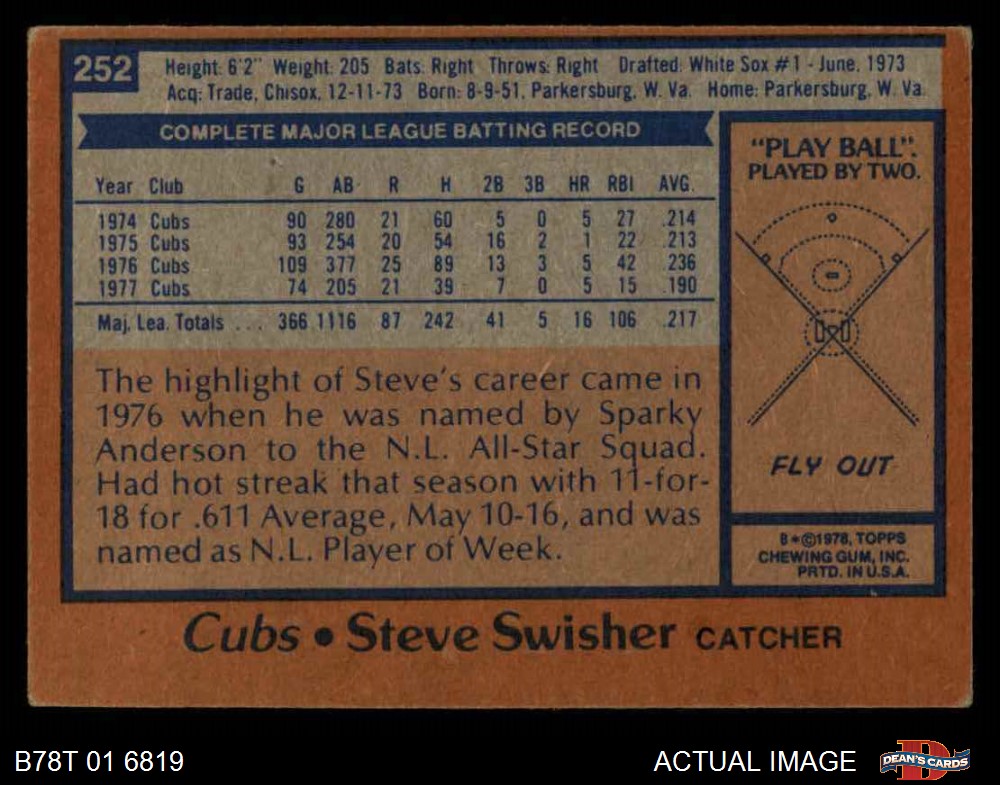 252
Height: 6'2" Weight: 205 Bats: Right Throws: Right Drafted: White Sox #1 - June, 1973
Acq: Trade, Chisox, 12-11-73 Born: 8-9-51, Parkersburg, W. Va. Home: Parkersburg, W. Va.
COMPLETE MAJOR LEAGUE BATTING RECORD
Year Club G AB R H 2B 3B HR RBI AVG.
1974 Cubs 90 280 21 60 5 0 5 27 .214
1975 Cubs 93 254 20 54 16 2 1 22 .213
1976 Cubs 109 377 25 89 13 3 5 42 .236
1977 Cubs 74 205 21 39 7 0 5 15 .190
Maj. Lea. Totals ... 366 1116 87 242 41 5 16 106 .217
The highlight of Steve's career came in
1976 when he was named by Sparky
Anderson to the N.L. All-Star Squad.
Had hot streak that season with 11-for-
18 for .611 Average, May 10-16, and was
named as N.L. Player of Week.
"PLAY BALL".
PLAYED BY TWO.
FLY OUT
B*©1978, TOPPS
CHEWING GUM, INC.
PRTD. IN U.S.A.
Cubs • Steve Swisher CATCHER
B78T 01 6819
ACTUAL IMAGE
D
DEAN'S CARDS